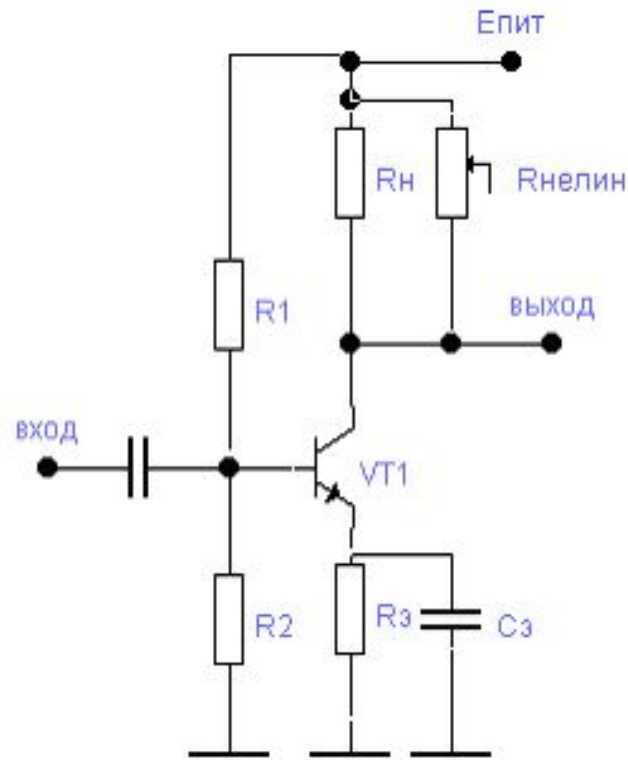 Епит
Rн
Rнелин
R1
выход
вход
VT1
R2
Rэ
Cэ